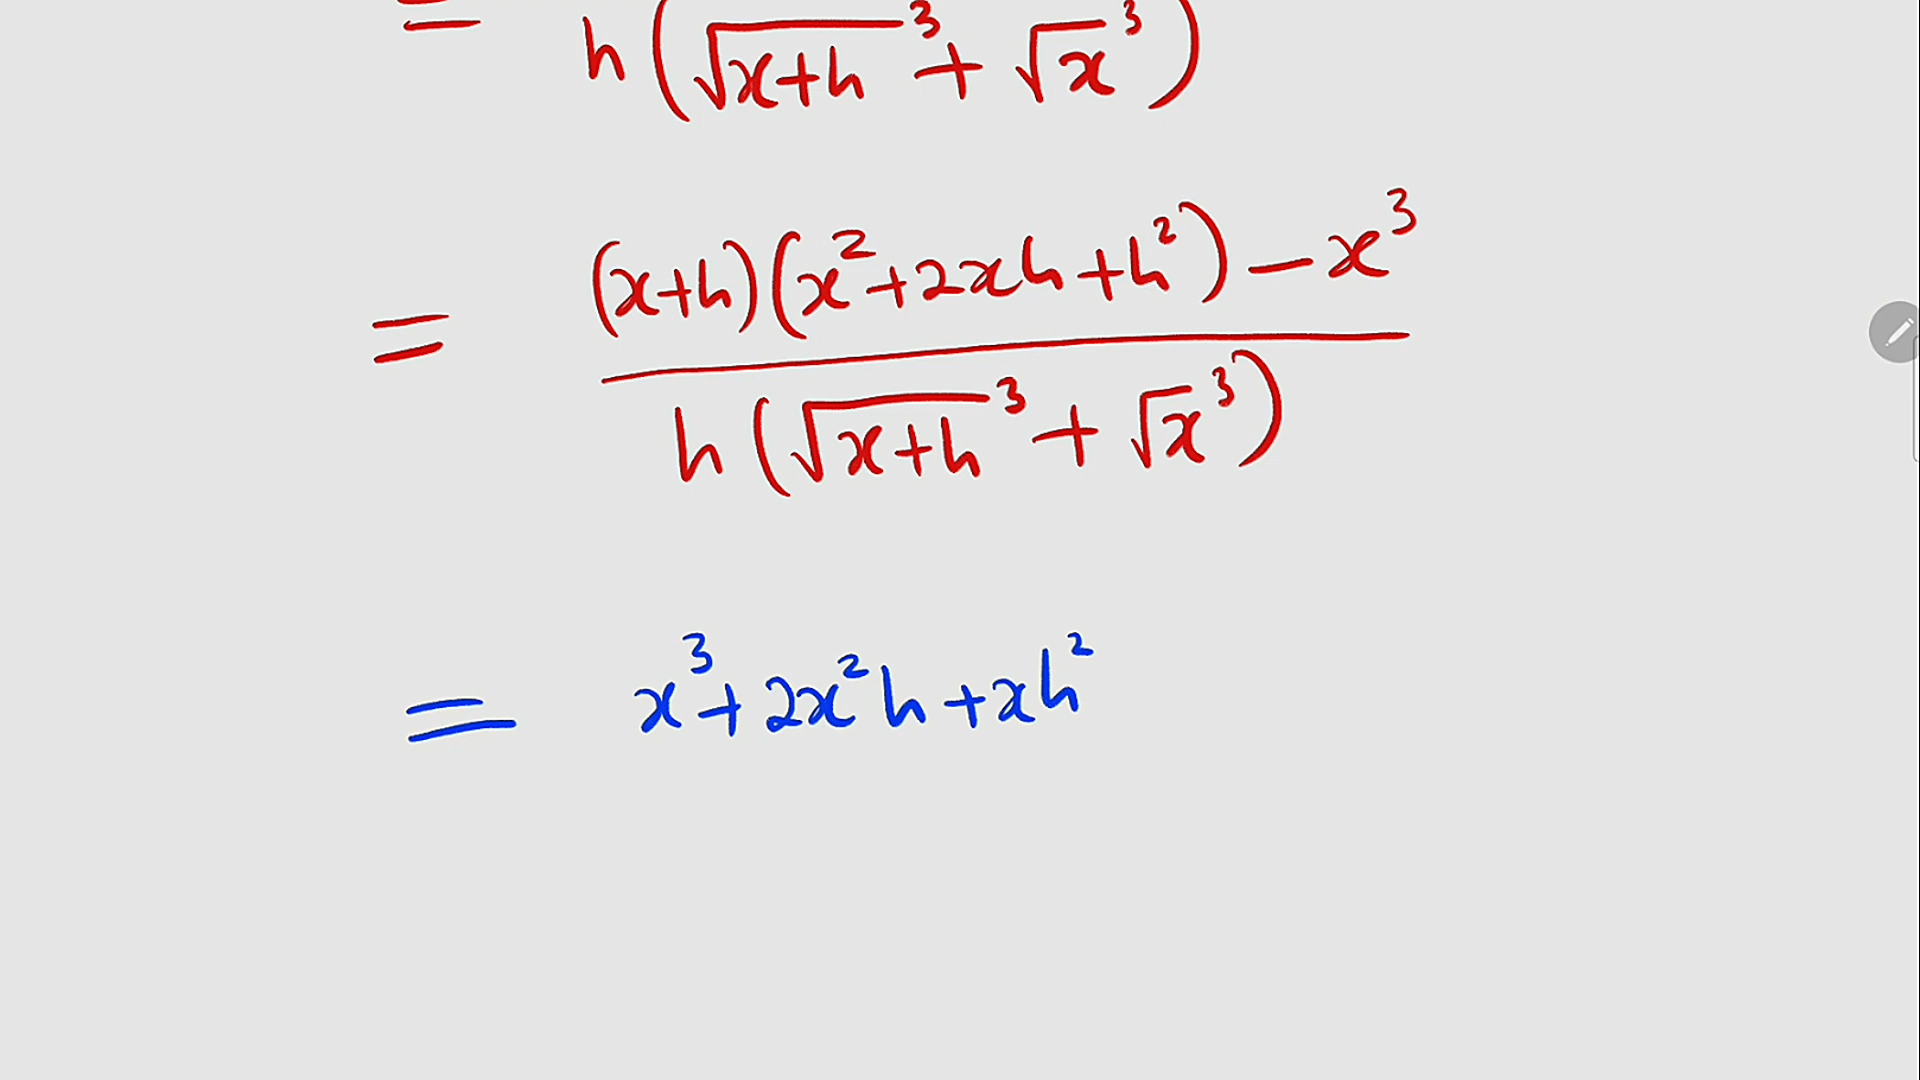 = h(√x+h³ + √x³)
= (x+h)(x²+2xh+h²) − x³
h(√x+h³ + √x³)
= x³+2x²h+xh²